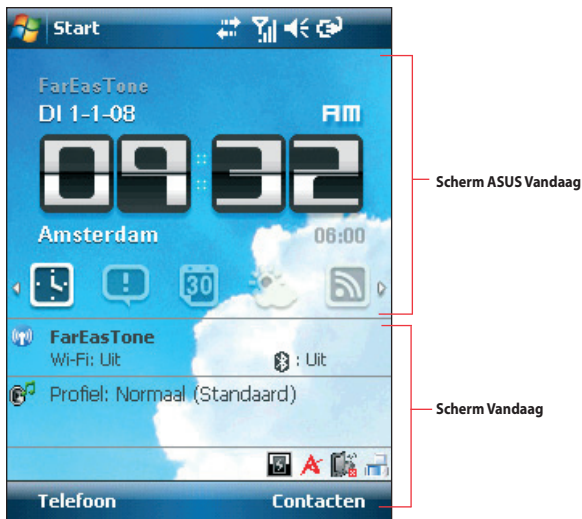 Start
FarEasTone
DI 1-1-08 AM
09:32
Amsterdam 06:00
30
FarEasTone
Wi-Fi: Uit : Uit
Profiel: Normaal (Standaard)
Telefoon Contacten
Scherm ASUS Vandaag
Scherm Vandaag